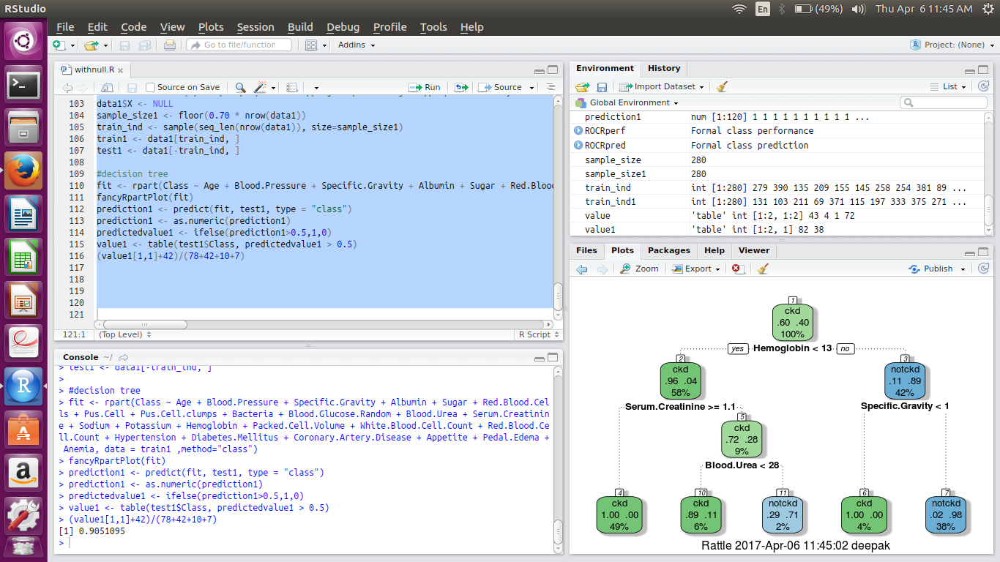 RStudio
En
(49%)
Thu Apr 6 11:45 AM
File Edit Code View Plots Session Build Debug Profile Tools Help
Go to file/function
Addins
Project: (None)
withnull.R
Source on Save
Run
Source
103 data1$X <- NULL
104 sample_size1 <- floor(0.70 * nrow(data1))
105 train_ind <- sample(seq_len(nrow(data1)), size=sample_size1)
106 train1 <- data1[train_ind, ]
107 test1 <- data1[-train_ind, ]
108
109 #decision tree
110 fit <- rpart(Class ~ Age + Blood.Pressure + Specific.Gravity + Albumin + Sugar + Red.Bloo
111 fancyRpartPlot(fit)
112 prediction1 <- predict(fit, test1, type = "class")
113 prediction1 <- as.numeric(prediction1)
114 predictedvalue1 <- ifelse(prediction1>0.5,1,0)
115 value1 <- table(test1$Class, predictedvalue1 > 0.5)
116 (value1[1,1]+42)/(78+42+10+7)
117
118
119
120
121
121:1 (Top Level) R Script
Console ~/
> test1 <- data1[-train_ind, ]
>
> #decision tree
> fit <- rpart(Class ~ Age + Blood.Pressure + Specific.Gravity + Albumin + Sugar + Red.Blood.Cel
ls + Pus.Cell + Pus.Cell.clumps + Bacteria + Blood.Glucose.Random + Blood.Urea + Serum.Creatinin
e + Sodium + Potassium + Hemoglobin + Packed.Cell.Volume + White.Blood.Cell.Count + Red.Blood.Ce
ll.Count + Hypertension + Diabetes.Mellitus + Coronary.Artery.Disease + Appetite + Pedal.Edema +
Anemia, data = train1 ,method="class")
> fancyRpartPlot(fit)
> prediction1 <- predict(fit, test1, type = "class")
> prediction1 <- as.numeric(prediction1)
> predictedvalue1 <- ifelse(prediction1>0.5,1,0)
> value1 <- table(test1$Class, predictedvalue1 > 0.5)
> (value1[1,1]+42)/(78+42+10+7)
[1] 0.9051095
>
Environment History
Import Dataset
List
Global Environment
prediction1 num [1:120] 1 1 1 1 1 1 1 1 1 1 ...
ROCRperf Formal class performance
ROCRpred Formal class prediction
sample_size 280
sample_size1 280
train_ind int [1:280] 279 390 135 209 155 145 258 254 381 89 ...
train_ind1 int [1:280] 131 103 211 69 371 115 197 333 375 271 ...
value 'table' int [1:2, 1:2] 43 4 1 72
value1 'table' int [1:2, 1] 82 38
Files Plots Packages Help Viewer
Zoom Export Publish
1
ckd
.60 .40
100%
yes Hemoglobin < 13 no
2
ckd
.96 .04
58%
3
notckd
.11 .89
42%
Serum.Creatinine >= 1.1
Specific.Gravity < 1
5
ckd
.72 .28
9%
Blood.Urea < 28
4
ckd
1.00 .00
49%
10
ckd
.89 .11
6%
11
notckd
.29 .71
2%
6
ckd
1.00 .00
4%
7
notckd
.02 .98
38%
Rattle 2017-Apr-06 11:45:02 deepak